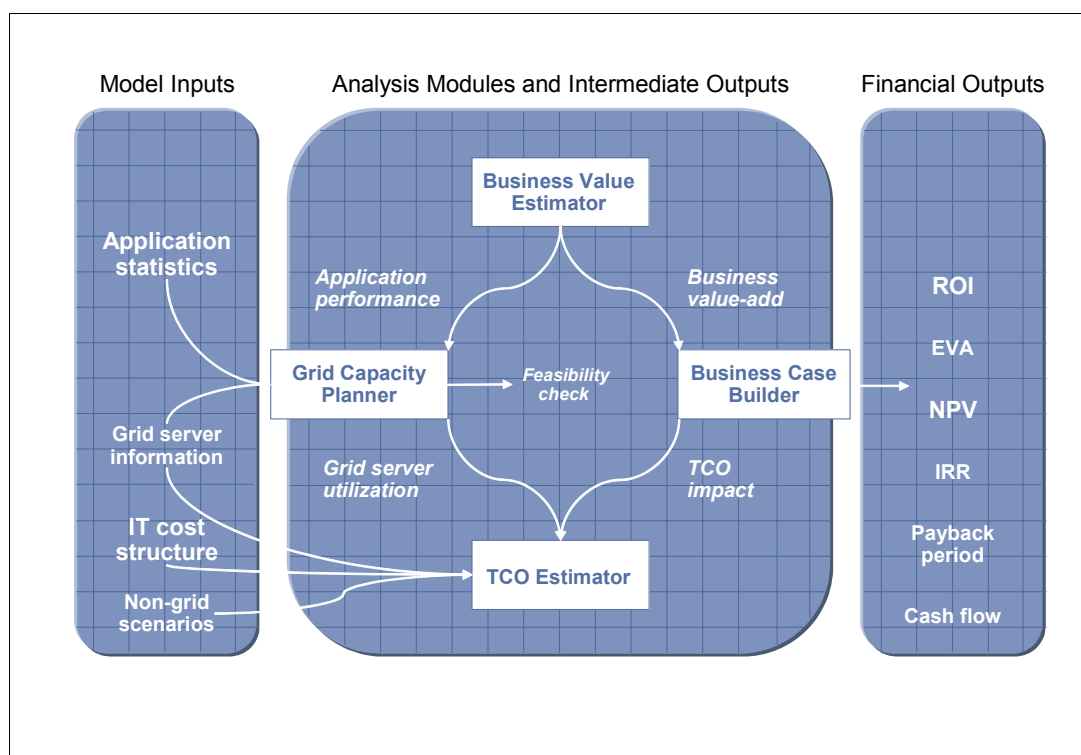 Model Inputs
Analysis Modules and Intermediate Outputs
Financial Outputs
Application
statistics
Grid server
information
IT cost
structure
Non-grid
scenarios
Business Value
Estimator
Application
performance
Business
value-add
Grid Capacity
Planner
Feasibility
check
Business Case
Builder
Grid server
utilization
TCO
impact
TCO Estimator
ROI
EVA
NPV
IRR
Payback
period
Cash flow